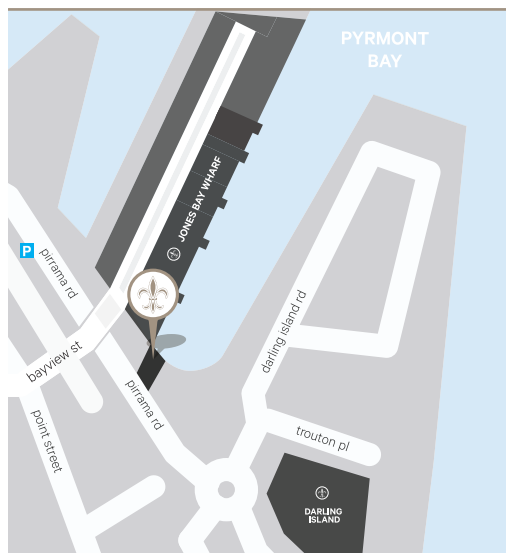 PYRMONT
BAY
JONES BAY WHARF
P
pirrama rd
bayview st
darling island rd
pirrama rd
point street
trouton pl
DARLING
ISLAND